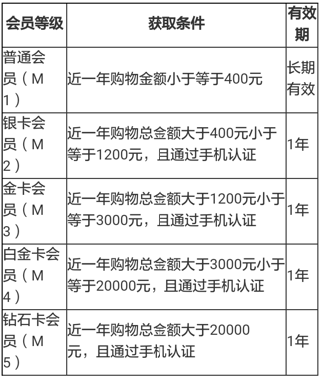 会员等级
获取条件
有效
期
普通会
员（M
1）
近一年购物金额小于等于400元
长期
有效
银卡会
员（M
2）
近一年购物总金额大于400元小于
等于1200元，且通过手机认证
1年
金卡会
员（M
3）
近一年购物总金额大于1200元小于
等于3000元，且通过手机认证
1年
白金卡会
员（M
4）
近一年购物总金额大于3000元小于
等于20000元，且通过手机认证
1年
钻石卡会
员（M
5）
近一年购物总金额大于20000
元，且通过手机认证
1年